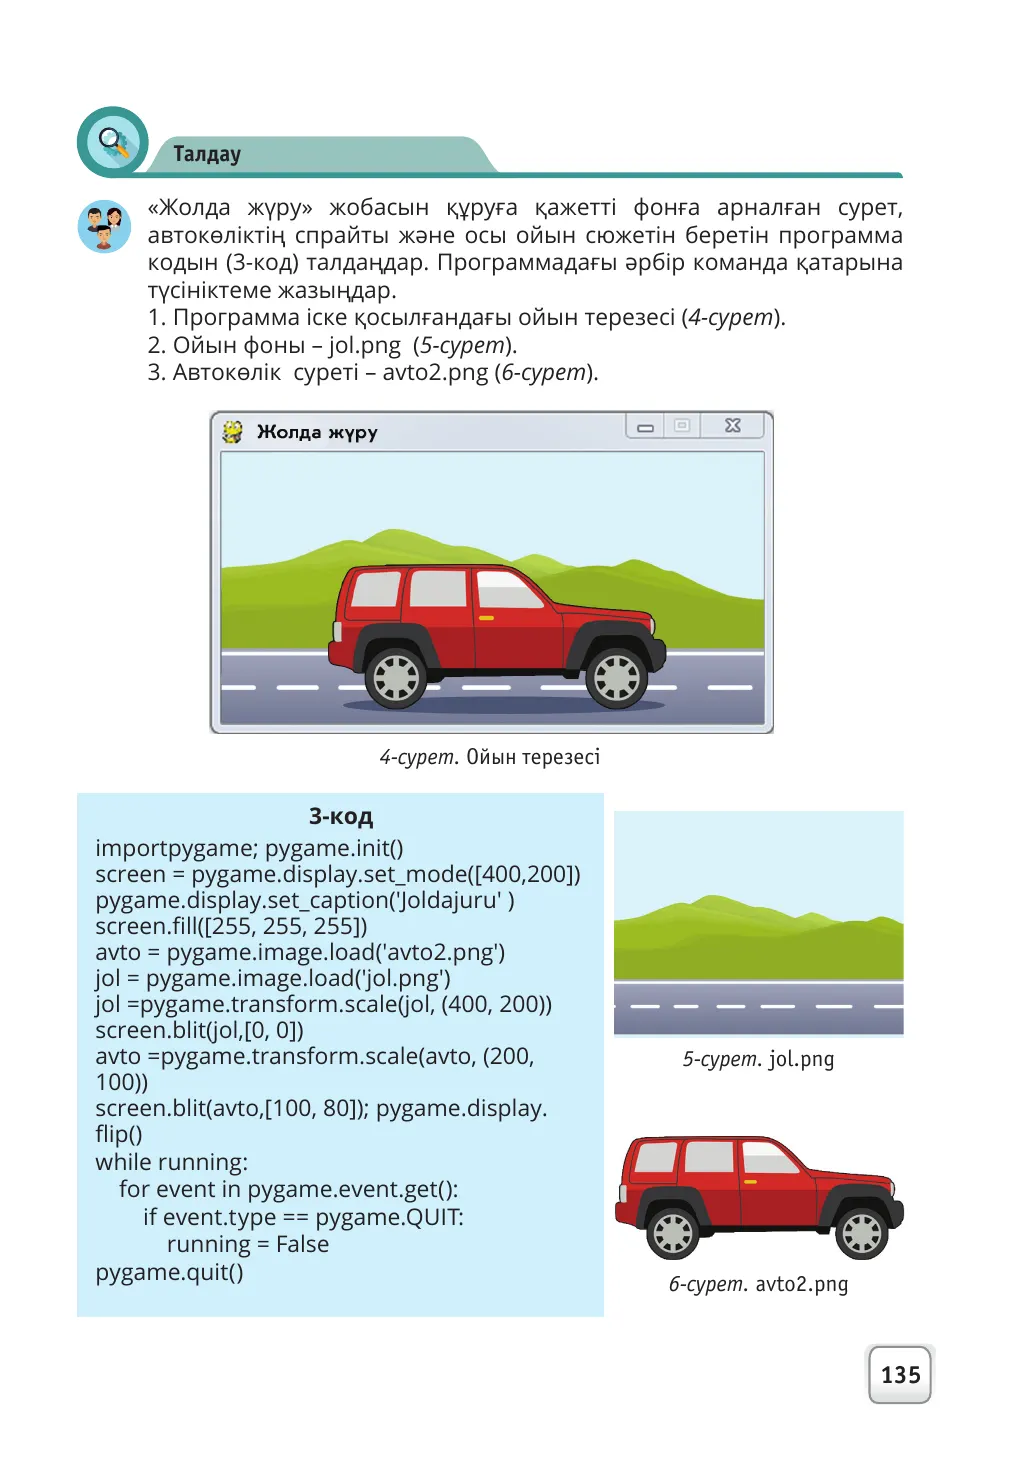 Талдау
«Жолда жүру» жобасын құруға қажетті фонға арналған сурет,
автокөліктің спрайты және осы ойын сюжетін беретін программа
кодын (3-код) талдаңдар. Программадағы әрбір команда қатарына
түсініктеме жазыңдар.
1. Программа іске қосылғандағы ойын терезесі (4-сурет).
2. Ойын фоны – jol.png (5-сурет).
3. Автокөлік суреті – avto2.png (6-сурет).
Жолда жүру
4-сурет. Ойын терезесі
3-код
importpygame; pygame.init()
screen = pygame.display.set_mode([400,200])
pygame.display.set_caption('Joldajuru' )
screen.fill([255, 255, 255])
avto = pygame.image.load('avto2.png')
jol = pygame.image.load('jol.png')
jol =pygame.transform.scale(jol, (400, 200))
screen.blit(jol,[0, 0])
avto =pygame.transform.scale(avto, (200,
100))
screen.blit(avto,[100, 80]); pygame.display.
flip()
while running:
for event in pygame.event.get():
if event.type == pygame.QUIT:
running = False
pygame.quit()
5-сурет. jol.png
6-сурет. avto2.png
135